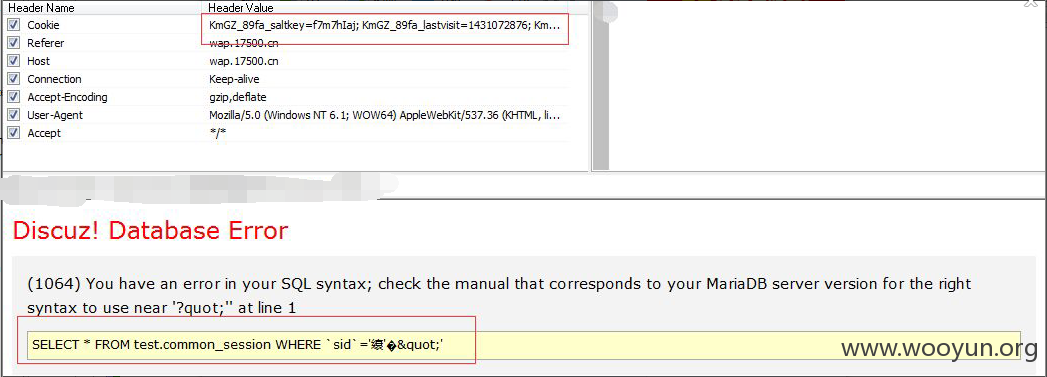 Header Name Header Value
Cookie KmGZ_89fa_saltkey=f7m7hIaj; KmGZ_89fa_lastvisit=1431072876; Km...
Referer wap.17500.cn
Host wap.17500.cn
Connection Keep-alive
Accept-Encoding gzip,deflate
User-Agent Mozilla/5.0 (Windows NT 6.1; WOW64) AppleWebKit/537.36 (KHTML, li...
Accept */*
Discuz! Database Error
(1064) You have an error in your SQL syntax; check the manual that corresponds to your MariaDB server version for the right
syntax to use near '?quot;'' at line 1
SELECT * FROM test.common_session WHERE `sid`='縗'�&quot;'
www.wooyun.org